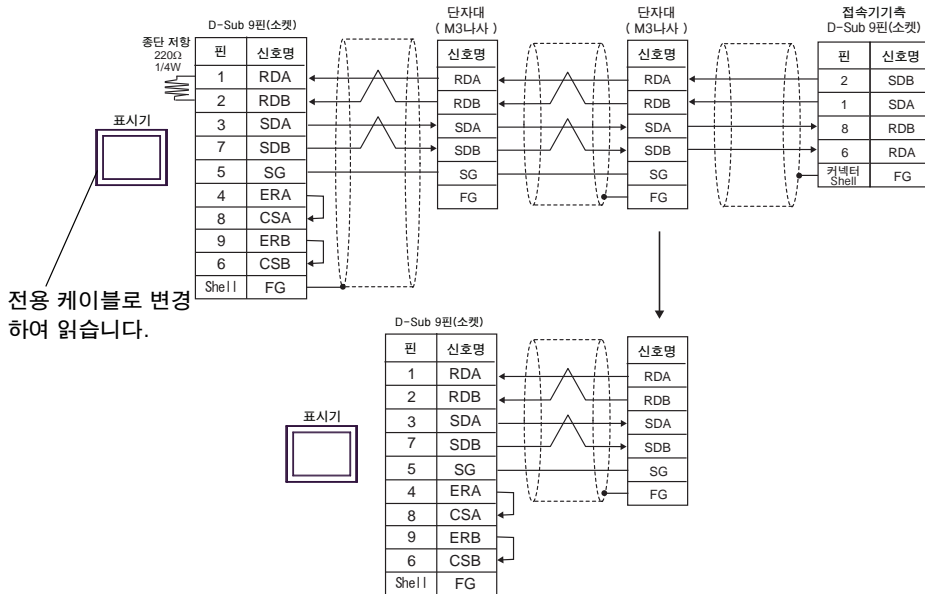 D-Sub 9핀(소켓)
단자대
( M3나사 )
단자대
( M3나사 )
접속기기측
D-Sub 9핀(소켓)
종단 저항
220Ω
1/4W
핀 신호명
1 RDA
2 RDB
3 SDA
7 SDB
5 SG
4 ERA
8 CSA
9 ERB
6 CSB
Shell FG
신호명
RDA
RDB
SDA
SDB
SG
FG
신호명
RDA
RDB
SDA
SDB
SG
FG
핀 신호명
2 SDB
1 SDA
8 RDB
6 RDA
커넥터
Shell FG
표시기
전용 케이블로 변경
하여 읽습니다.
D-Sub 9핀(소켓)
핀 신호명
1 RDA
2 RDB
3 SDA
7 SDB
5 SG
4 ERA
8 CSA
9 ERB
6 CSB
Shell FG
신호명
RDA
RDB
SDA
SDB
SG
FG
표시기